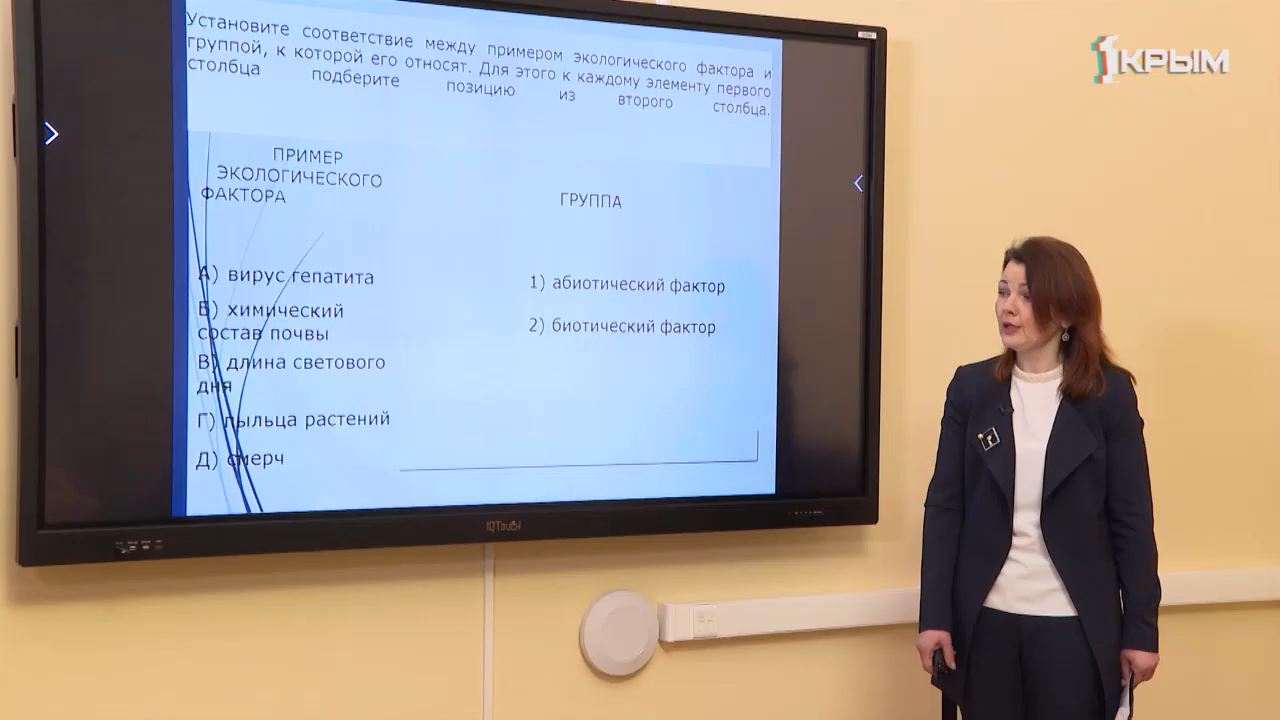 Установите соответствие между примером экологического фактора и
группой, к которой его относят. Для этого к каждому элементу первого
столбца подберите позицию из второго столбца.
ПРИМЕР
ЭКОЛОГИЧЕСКОГО
ФАКТОРА
ГРУППА
А) вирус гепатита
Б) химический
состав почвы
В) длина светового
дня
Г) пыльца растений
Д) смерч
1) абиотический фактор
2) биотический фактор
IQTouch
1КРЫМ